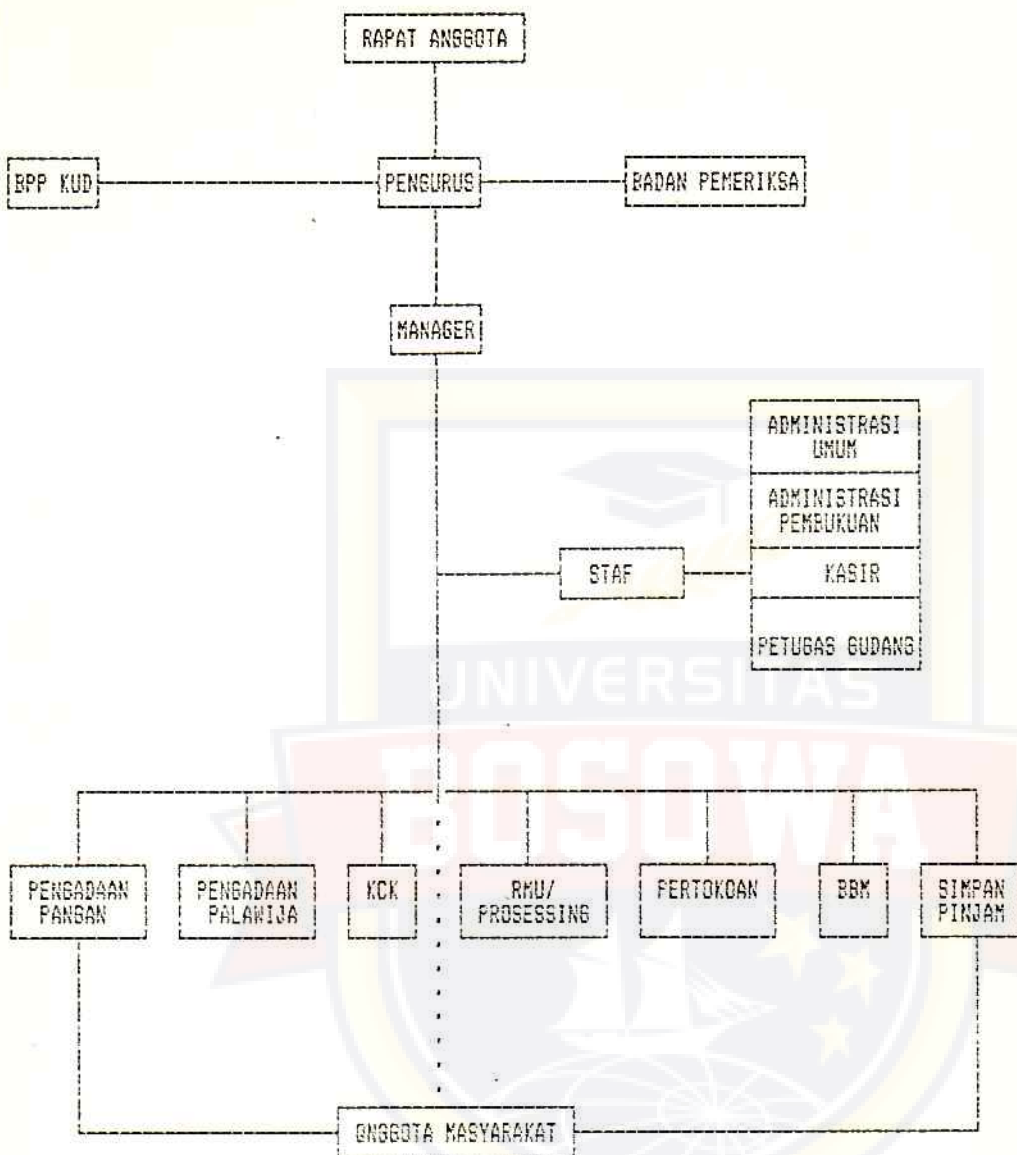 RAPAT ANGGOTA
BPP KUD
PENGURUS
BADAN PEMERIKSA
MANAGER
ADMINISTRASI
UMUM
ADMINISTRASI
PEMBUKUAN
STAF
KASIR
PETUGAS GUDANG
UNIVERSITAS
BOSOWA
PENGADAAN
PANGAN
PENGADAAN
PALAWIJA
KCK
RMU/
PROSESSING
PERTOKOAN
BBM
SIMPAN
PINJAM
ONGGOTA MASYARAKAT